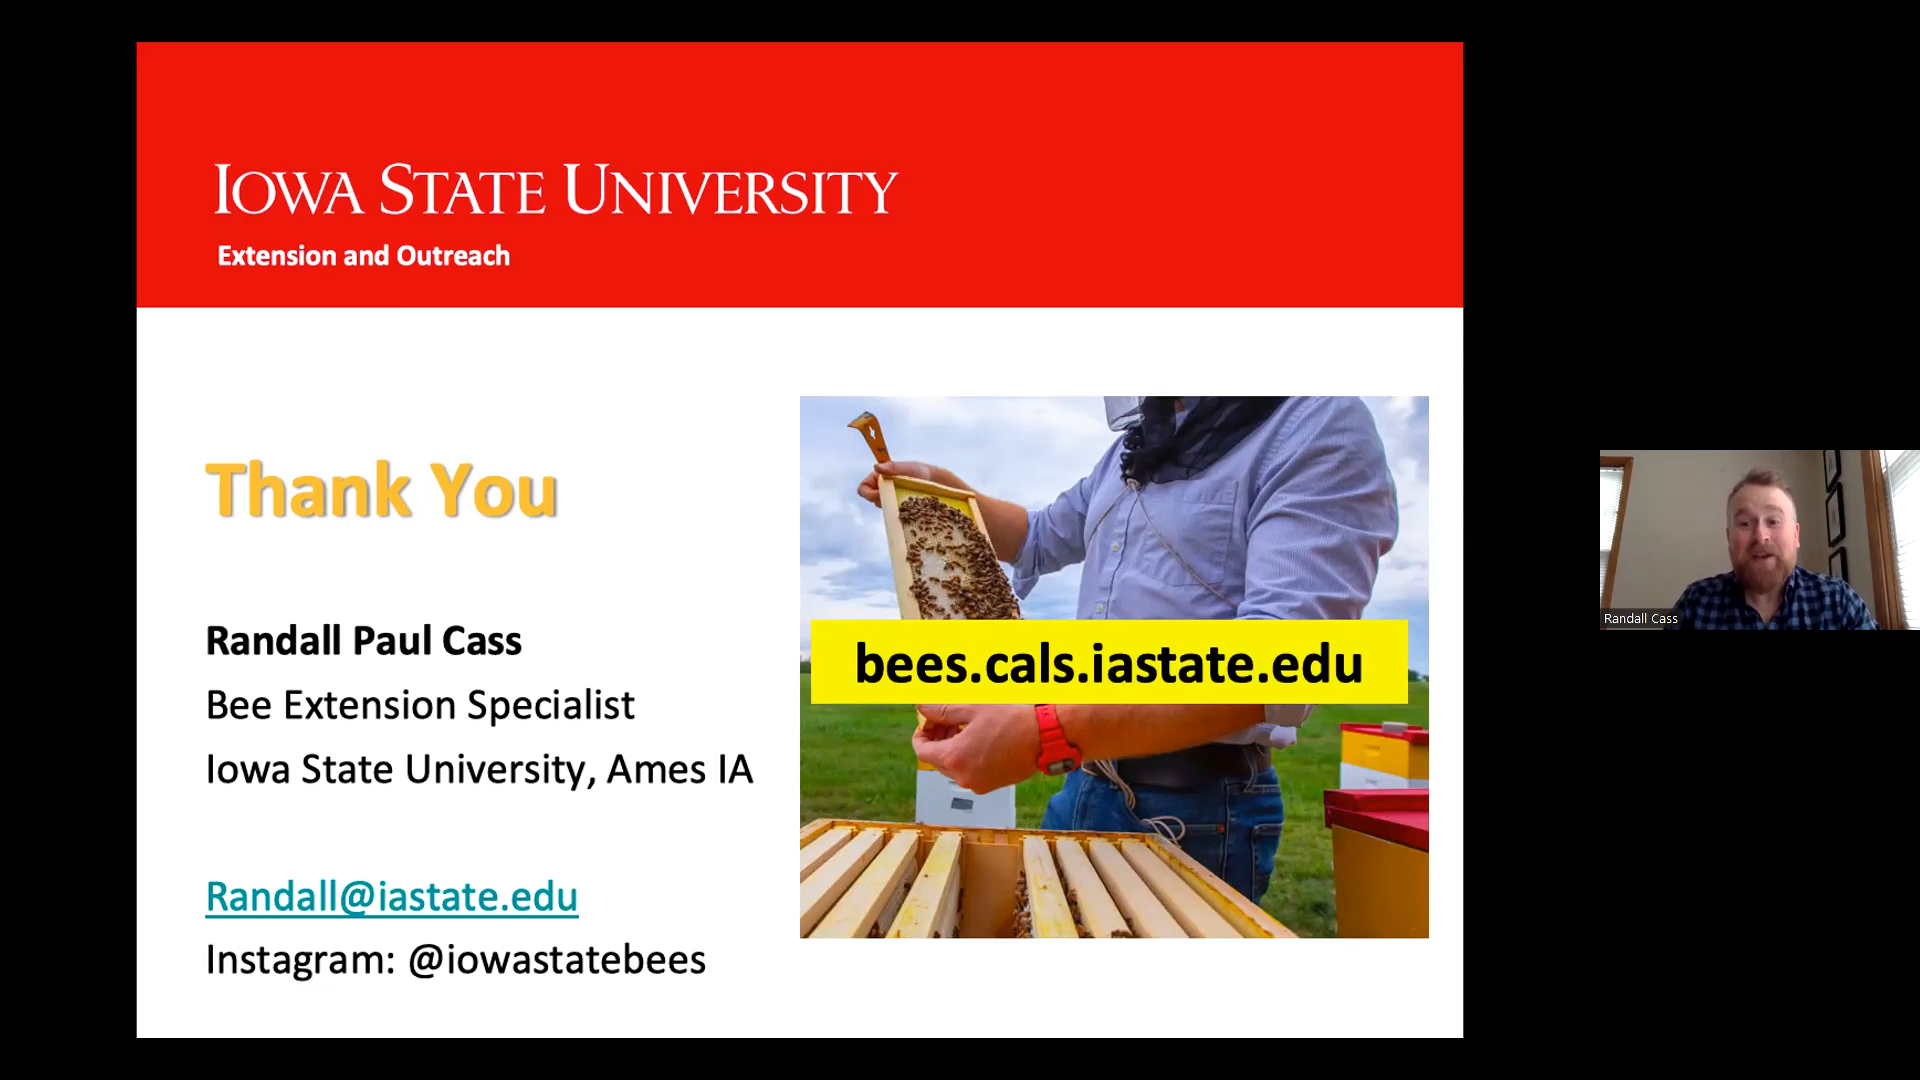 IOWA STATE UNIVERSITY
Extension and Outreach
Thank You
Randall Paul Cass
Bee Extension Specialist
Iowa State University, Ames IA
Randall@iastate.edu
Instagram: @iowastatebees
bees.cals.iastate.edu
Randall Cass